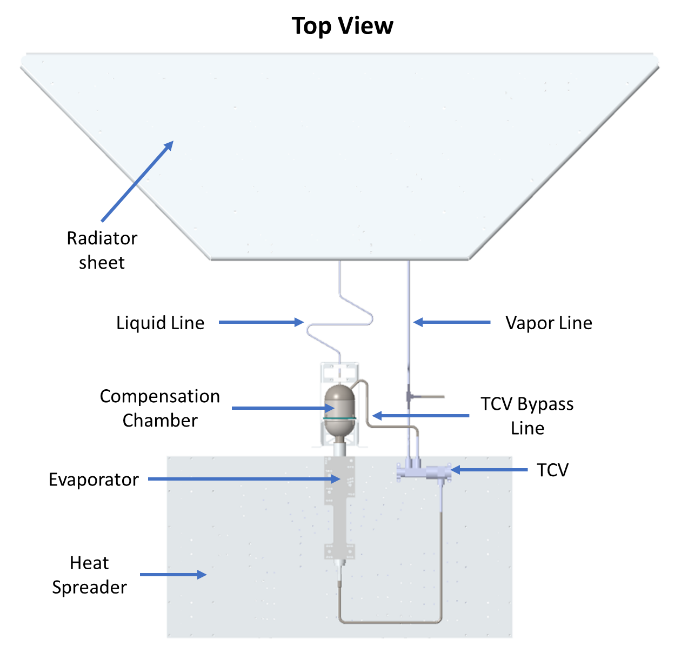 Top View
Radiator
sheet
Liquid Line
Vapor Line
Compensation
Chamber
TCV Bypass
Line
Evaporator
TCV
Heat
Spreader